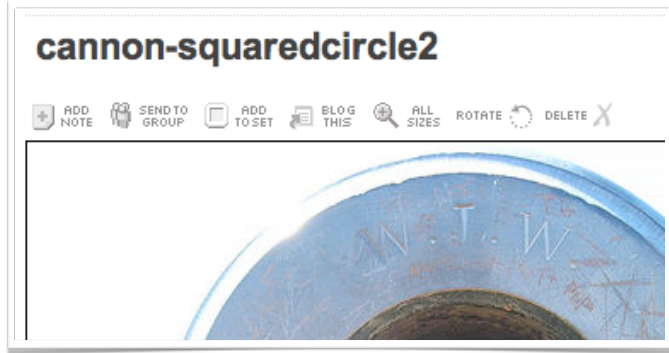 cannon-squaredcircle2
ADD NOTE
SEND TO GROUP
ADD TO SET
BLOG THIS
ALL SIZES
ROTATE
DELETE
W.J.W.